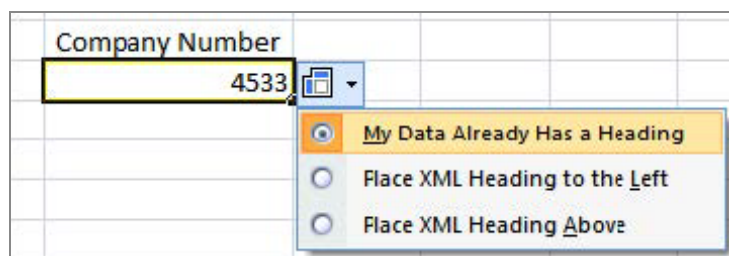 Company Number
4533
My Data Already Has a Heading
Place XML Heading to the Left
Place XML Heading Above